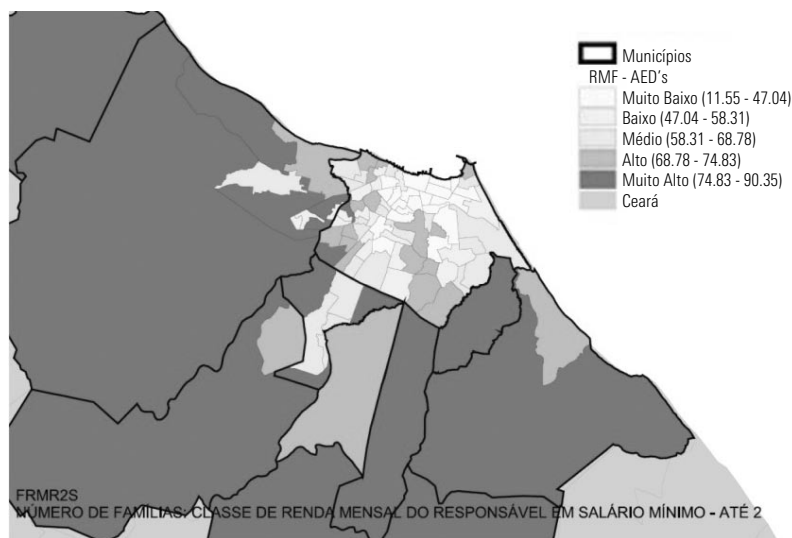 Municípios
RMF - AED's
Muito Baixo (11.55 - 47.04)
Baixo (47.04 - 58.31)
Médio (58.31 - 68.78)
Alto (68.78 - 74.83)
Muito Alto (74.83 - 90.35)
Ceará
FRMR2S
NÚMERO DE FAMÍLIAS: CLASSE DE RENDA MENSAL DO RESPONSÁVEL EM SALÁRIO MÍNIMO - ATÉ 2